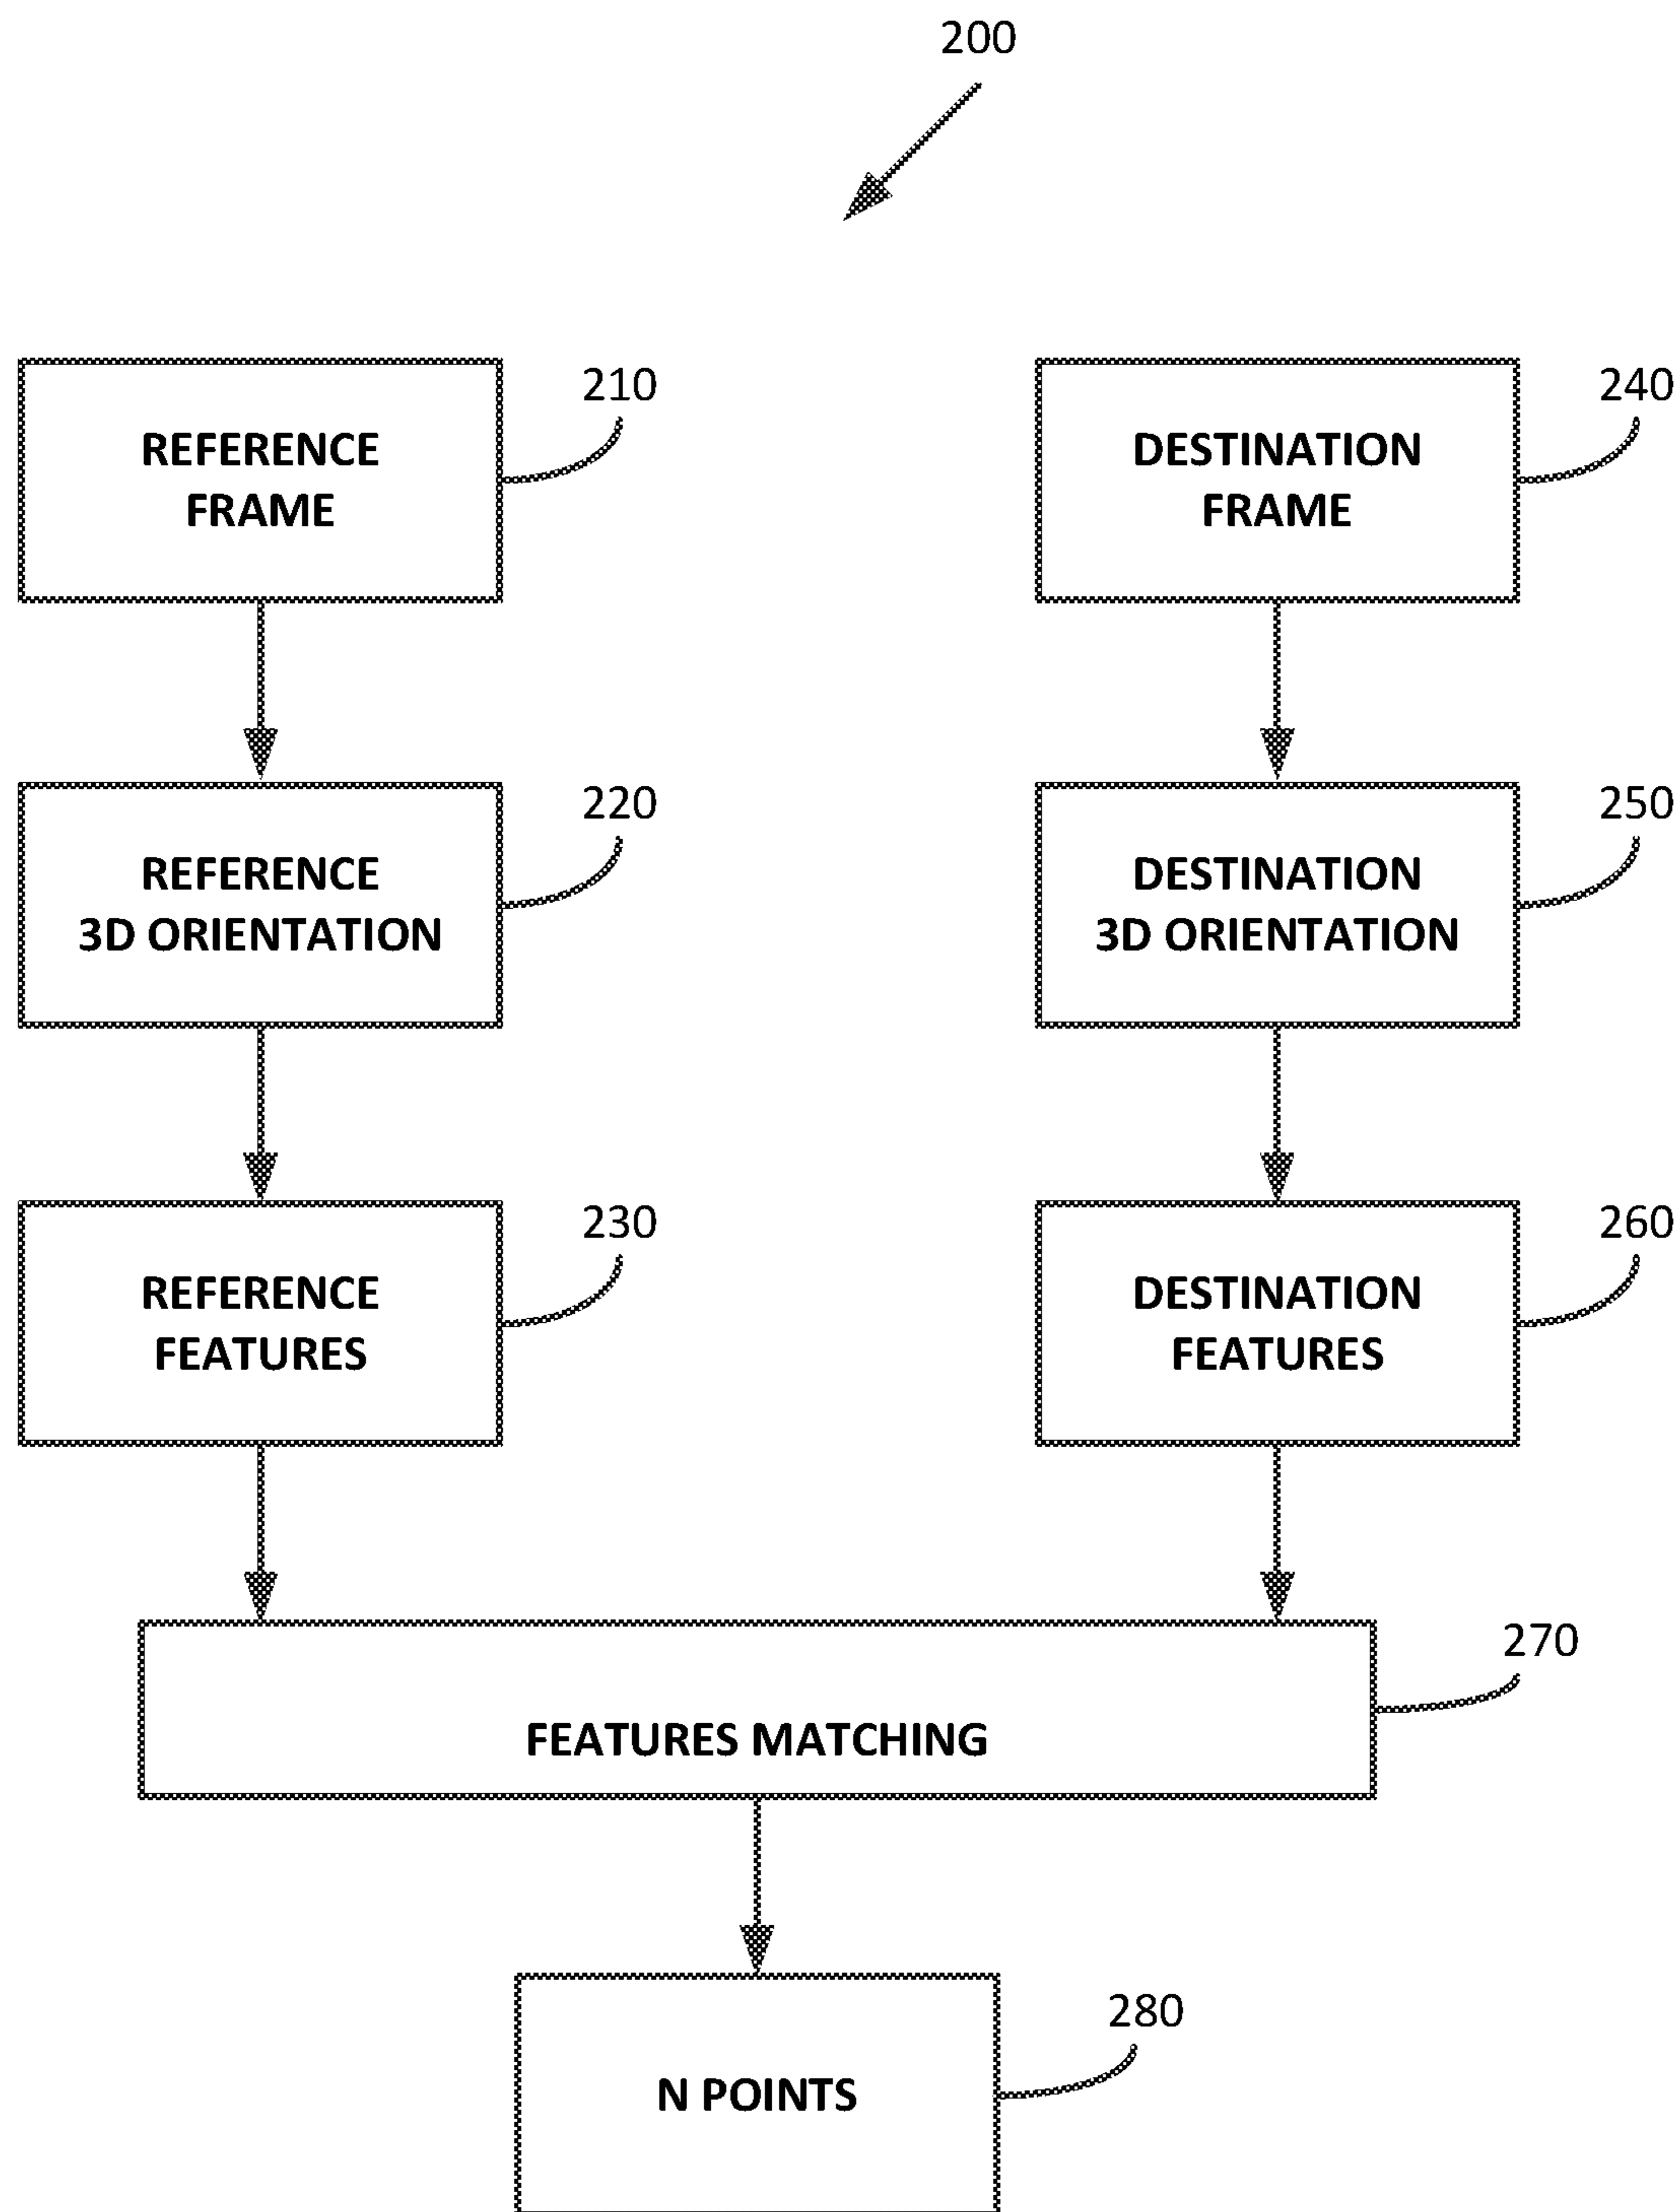 200
210
REFERENCE
FRAME
240
DESTINATION
FRAME
220
REFERENCE
3D ORIENTATION
250
DESTINATION
3D ORIENTATION
230
REFERENCE
FEATURES
260
DESTINATION
FEATURES
270
FEATURES MATCHING
280
N POINTS